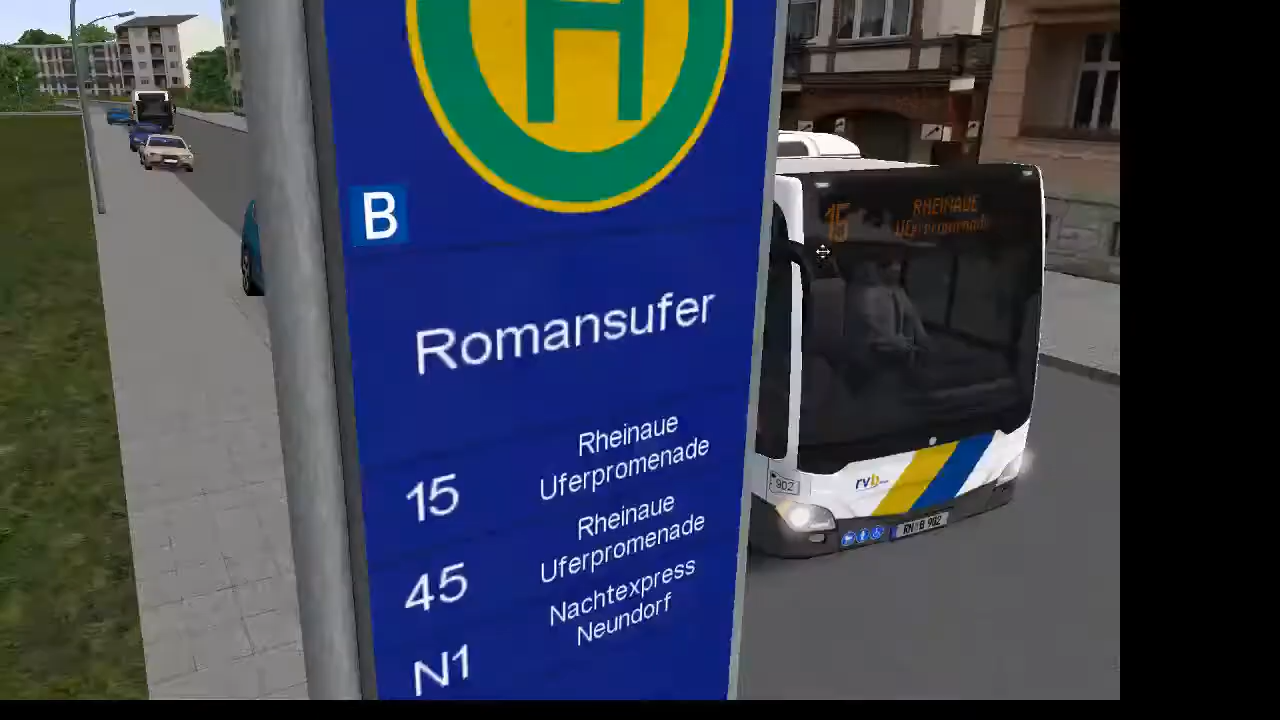 H
B
Romansufer
15 Rheinaue
Uferpromenade
45 Rheinaue
Uferpromenade
N1 Nachtexpress
Neundorf
15 RHEINAUE
Uferpromenade
902
rvb
RN B 902